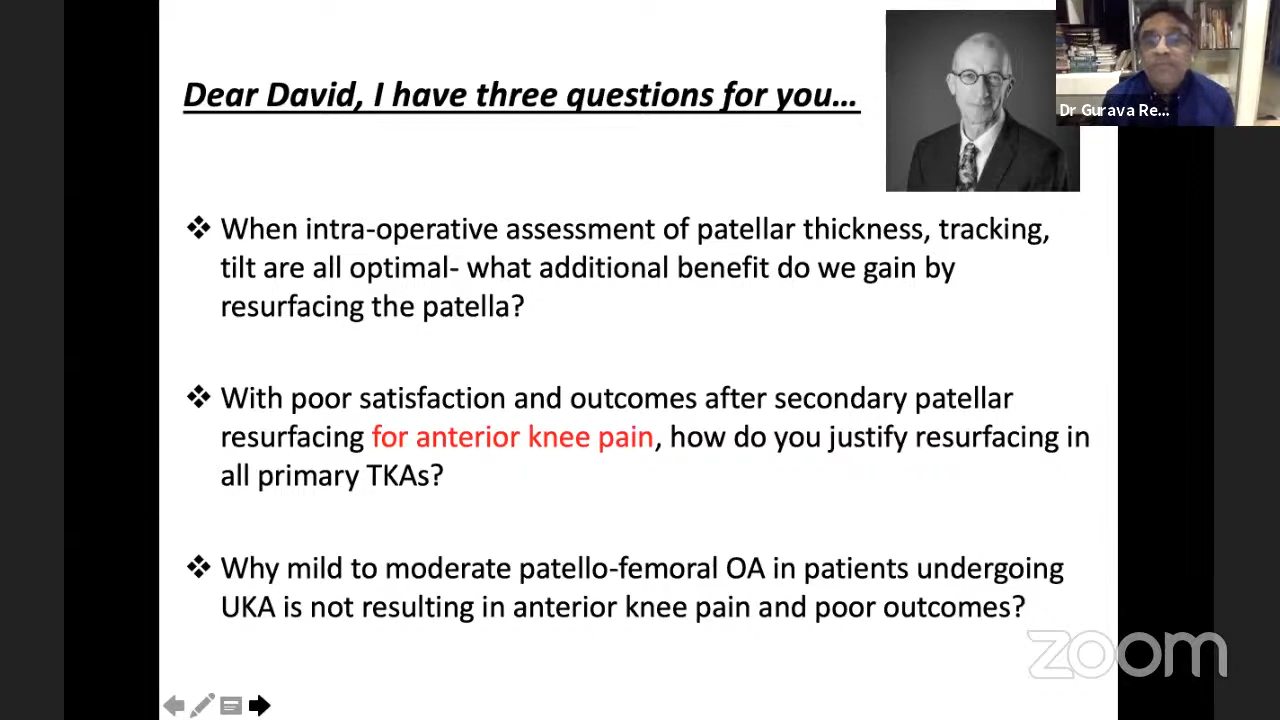 Dear David, I have three questions for you...
Dr Gurava Re...
❖ When intra-operative assessment of patellar thickness, tracking,
tilt are all optimal- what additional benefit do we gain by
resurfacing the patella?
❖ With poor satisfaction and outcomes after secondary patellar
resurfacing for anterior knee pain, how do you justify resurfacing in
all primary TKAs?
❖ Why mild to moderate patello-femoral OA in patients undergoing
UKA is not resulting in anterior knee pain and poor outcomes?
zoom